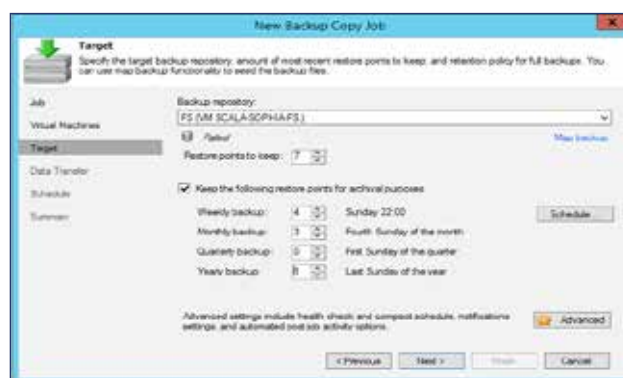 New Backup Copy Job
Target
Specify the target backup repository, amount of most recent restore points to keep, and retention policy for full backups. You
can use map backup functionality to seed the backup files.
Job
Virtual Machines
Target
Data Transfer
Schedule
Summary
Backup repository:
FS (VM SCALA-SOPHIA-FS)
Map backup
Restore points to keep: 7
Keep the following restore points for archival purposes
Weekly backup: 4 Sunday 22:00
Schedule...
Monthly backup: 3 Fourth Sunday of the month
Quarterly backup: 0 First Sunday of the quarter
Yearly backup: Last Sunday of the year
Advanced settings include health check and compact schedule, notifications
settings, and automated post-job activity options.
Advanced
< Previous
Next >
Finish
Cancel